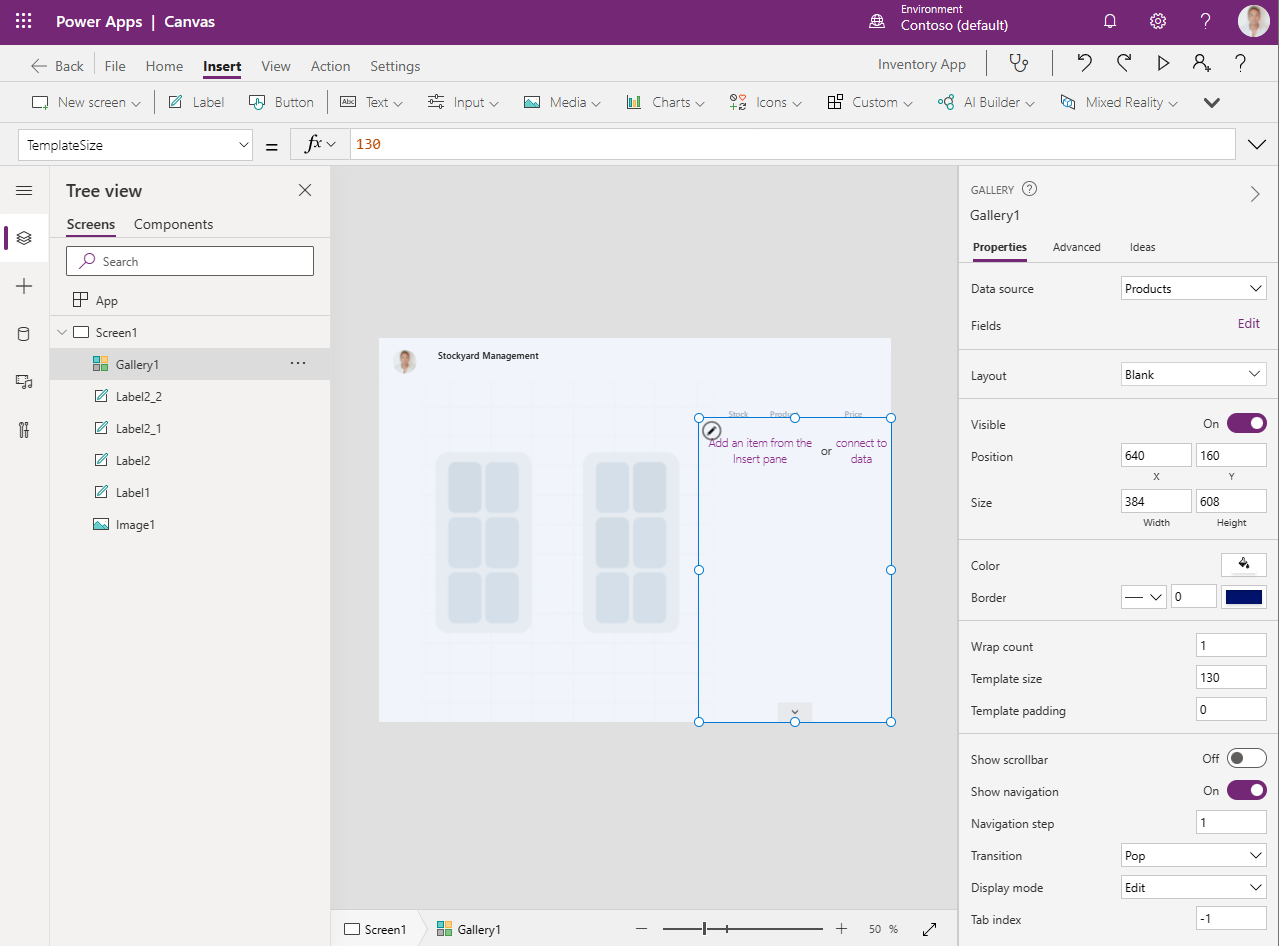 Power Apps | Canvas
Environment
Contoso (default)
Back File Home Insert View Action Settings
Inventory App
New screen Label Button Text Input Media Charts Icons Custom AI Builder Mixed Reality
Abc
TemplateSize = fx 130
Tree view
Screens Components
Search
App
Screen1
Gallery1 ...
Label2_2
Label2_1
Label2
Label1
Image1
Stockyard Management
Stock Product Price
Add an item from the Insert pane or connect to data
GALLERY ?
Gallery1
Properties Advanced Ideas
Data source Products
Fields Edit
Layout Blank
Visible On
Position 640 160
X Y
Size 384 608
Width Height
Color
Border 0
Wrap count 1
Template size 130
Template padding 0
Show scrollbar Off
Show navigation On
Navigation step 1
Transition Pop
Display mode Edit
Tab index -1
Screen1 Gallery1
50 %